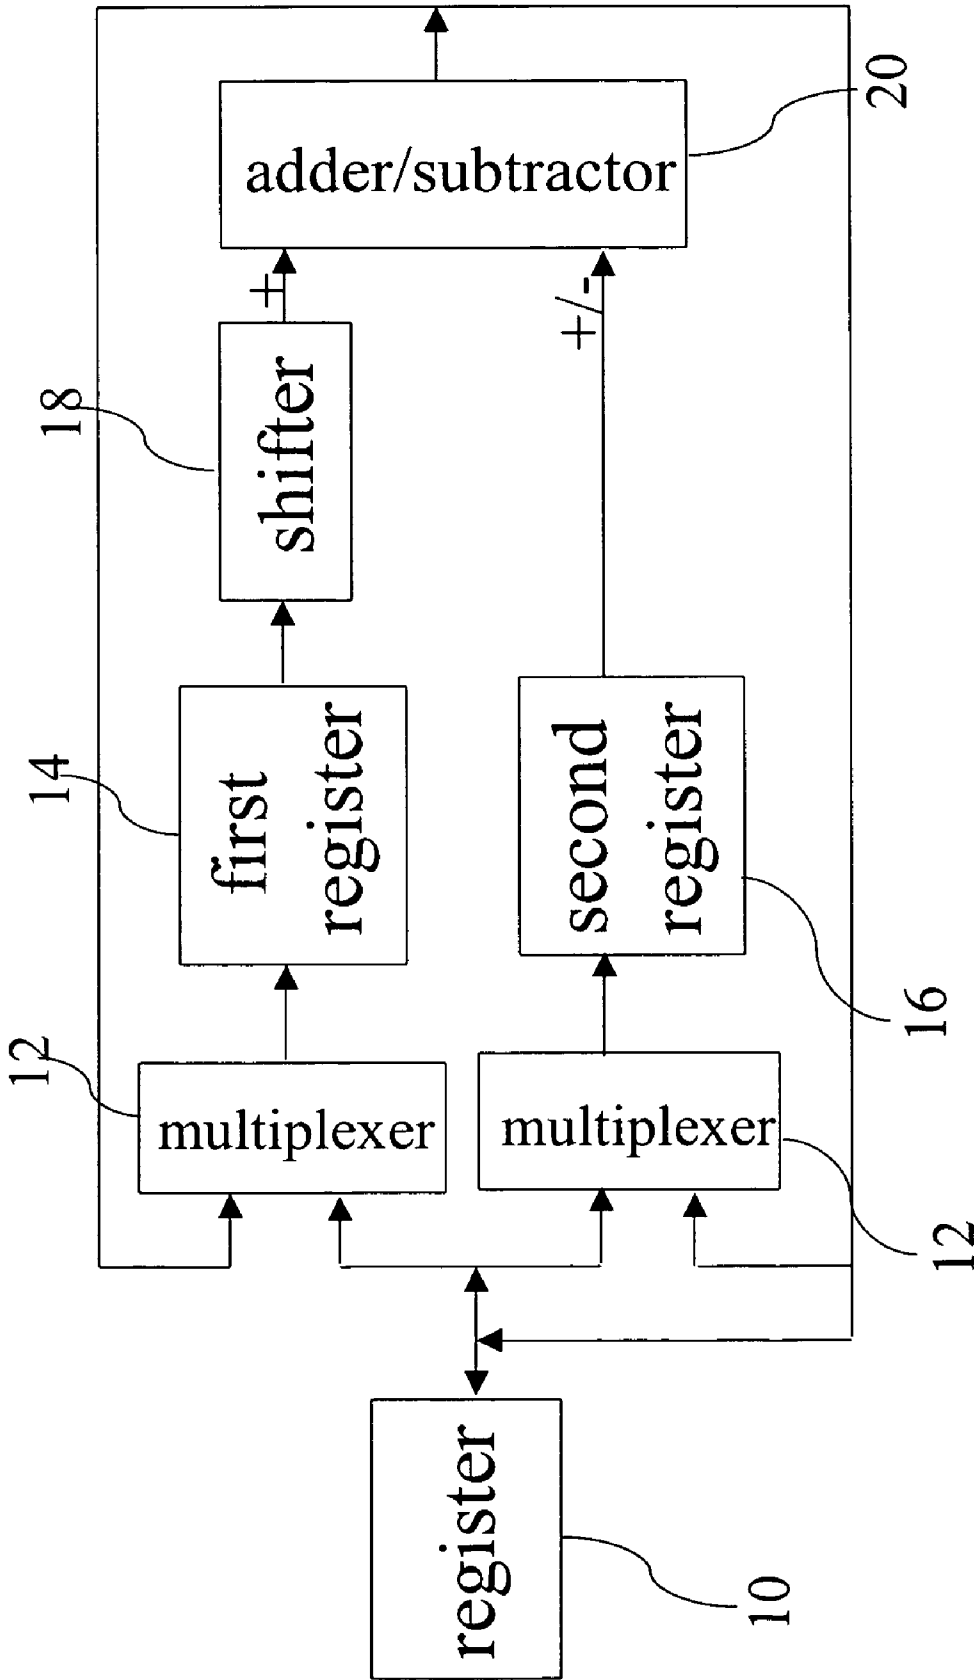 20
adder/subtractor
±
+/-
18
shifter
14
first
register
second
register
16
12
multiplexer
multiplexer
12
register
10